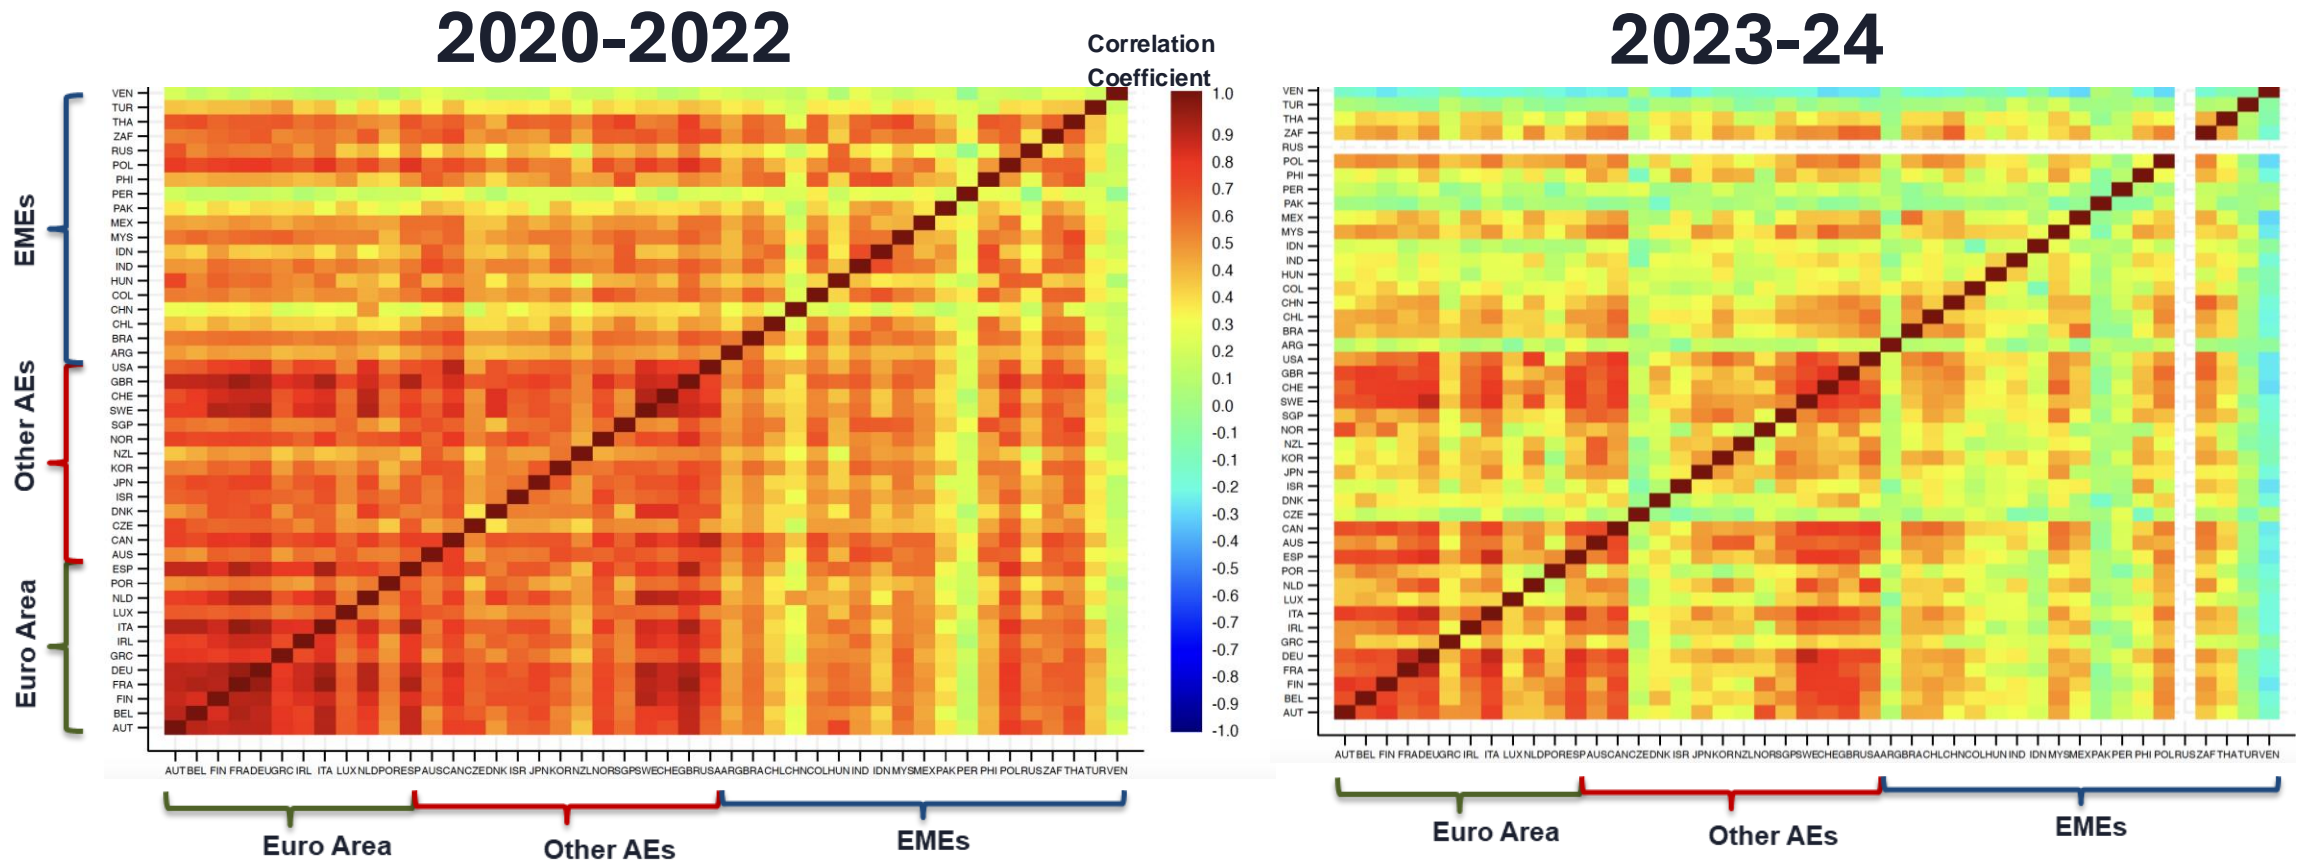 2020-2022
2023-24
Correlation
Coefficient
VEN
TUR
THA
ZAF
RUS
POL
PHI
PER
PAK
MEX
MYS
IDN
IND
HUN
COL
CHN
CHL
BRA
ARG
USA
GBR
CHE
SWE
SGP
NOR
NZL
KOR
JPN
ISR
DNK
CZE
CAN
AUS
ESP
POR
NLD
LUX
ITA
IRL
GRC
DEU
FRA
FIN
BEL
AUT
EMEs
Other AEs
Euro Area
AUT BEL FIN FRA DEU GRC IRL ITA LUX NLD POR ESP AUS CAN CZE DNK ISR JPN KOR NZL NOR SGP SWE CHE GBR USA ARG BRA CHL CHN COL HUN IND IDN MYS MEX PAK PER PHI POL RUS ZAF THA TUR VEN
Euro Area
Other AEs
EMEs
1.0
0.9
0.8
0.7
0.6
0.5
0.4
0.4
0.3
0.2
0.1
0.0
-0.1
-0.1
-0.2
-0.3
-0.4
-0.5
-0.6
-0.7
-0.8
-0.9
-1.0
VEN
TUR
THA
ZAF
RUS
POL
PHI
PER
PAK
MEX
MYS
IDN
IND
HUN
COL
CHN
CHL
BRA
ARG
USA
GBR
CHE
SWE
SGP
NOR
NZL
KOR
JPN
ISR
DNK
CZE
CAN
AUS
ESP
POR
NLD
LUX
ITA
IRL
GRC
DEU
FRA
FIN
BEL
AUT
AUT BEL FIN FRA DEU GRC IRL ITA LUX NLD POR ESP AUS CAN CZE DNK ISR JPN KOR NZL NOR SGP SWE CHE GBR USA ARG BRA CHL CHN COL HUN IND IDN MYS MEX PAK PER PHI POL RUS ZAF THA TUR VEN
Euro Area
Other AEs
EMEs